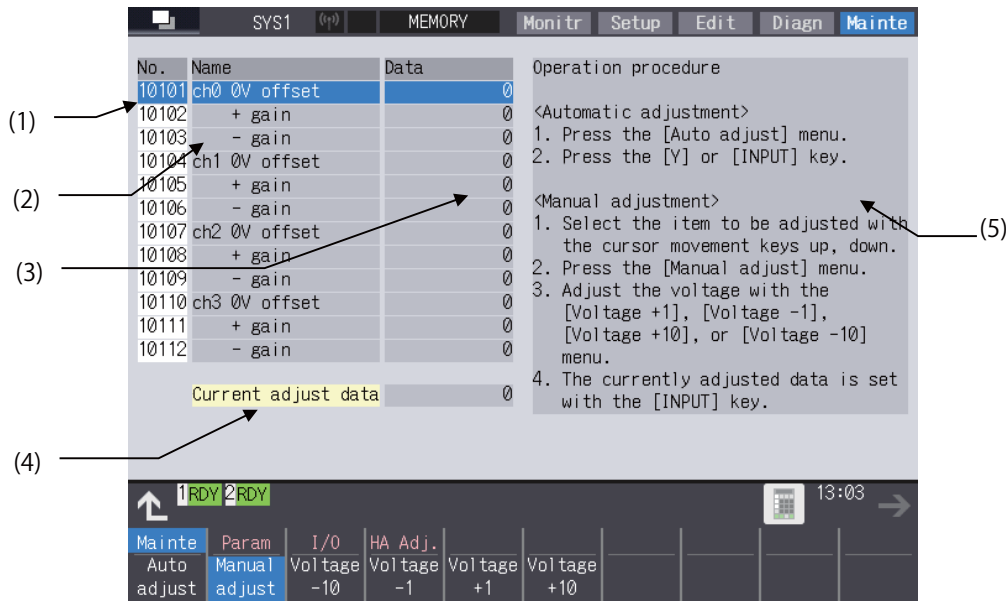 SYS1 MEMORY Monitr Setup Edit Diagn Mainte
No. Name Data
10101 ch0 0V offset 0
10102 + gain 0
10103 - gain 0
10104 ch1 0V offset 0
10105 + gain 0
10106 - gain 0
10107 ch2 0V offset 0
10108 + gain 0
10109 - gain 0
10110 ch3 0V offset 0
10111 + gain 0
10112 - gain 0
Current adjust data 0
Operation procedure
<Automatic adjustment>
1. Press the [Auto adjust] menu.
2. Press the [Y] or [INPUT] key.
<Manual adjustment>
1. Select the item to be adjusted with
the cursor movement keys up, down.
2. Press the [Manual adjust] menu.
3. Adjust the voltage with the
[Voltage +1], [Voltage -1],
[Voltage +10], or [Voltage -10]
menu.
4. The currently adjusted data is set
with the [INPUT] key.
(1)
(2)
(3)
(4)
(5)
1 RDY 2 RDY 13:03
Mainte Param I/O HA Adj.
Auto Manual Voltage Voltage Voltage Voltage
adjust adjust -10 -1 +1 +10